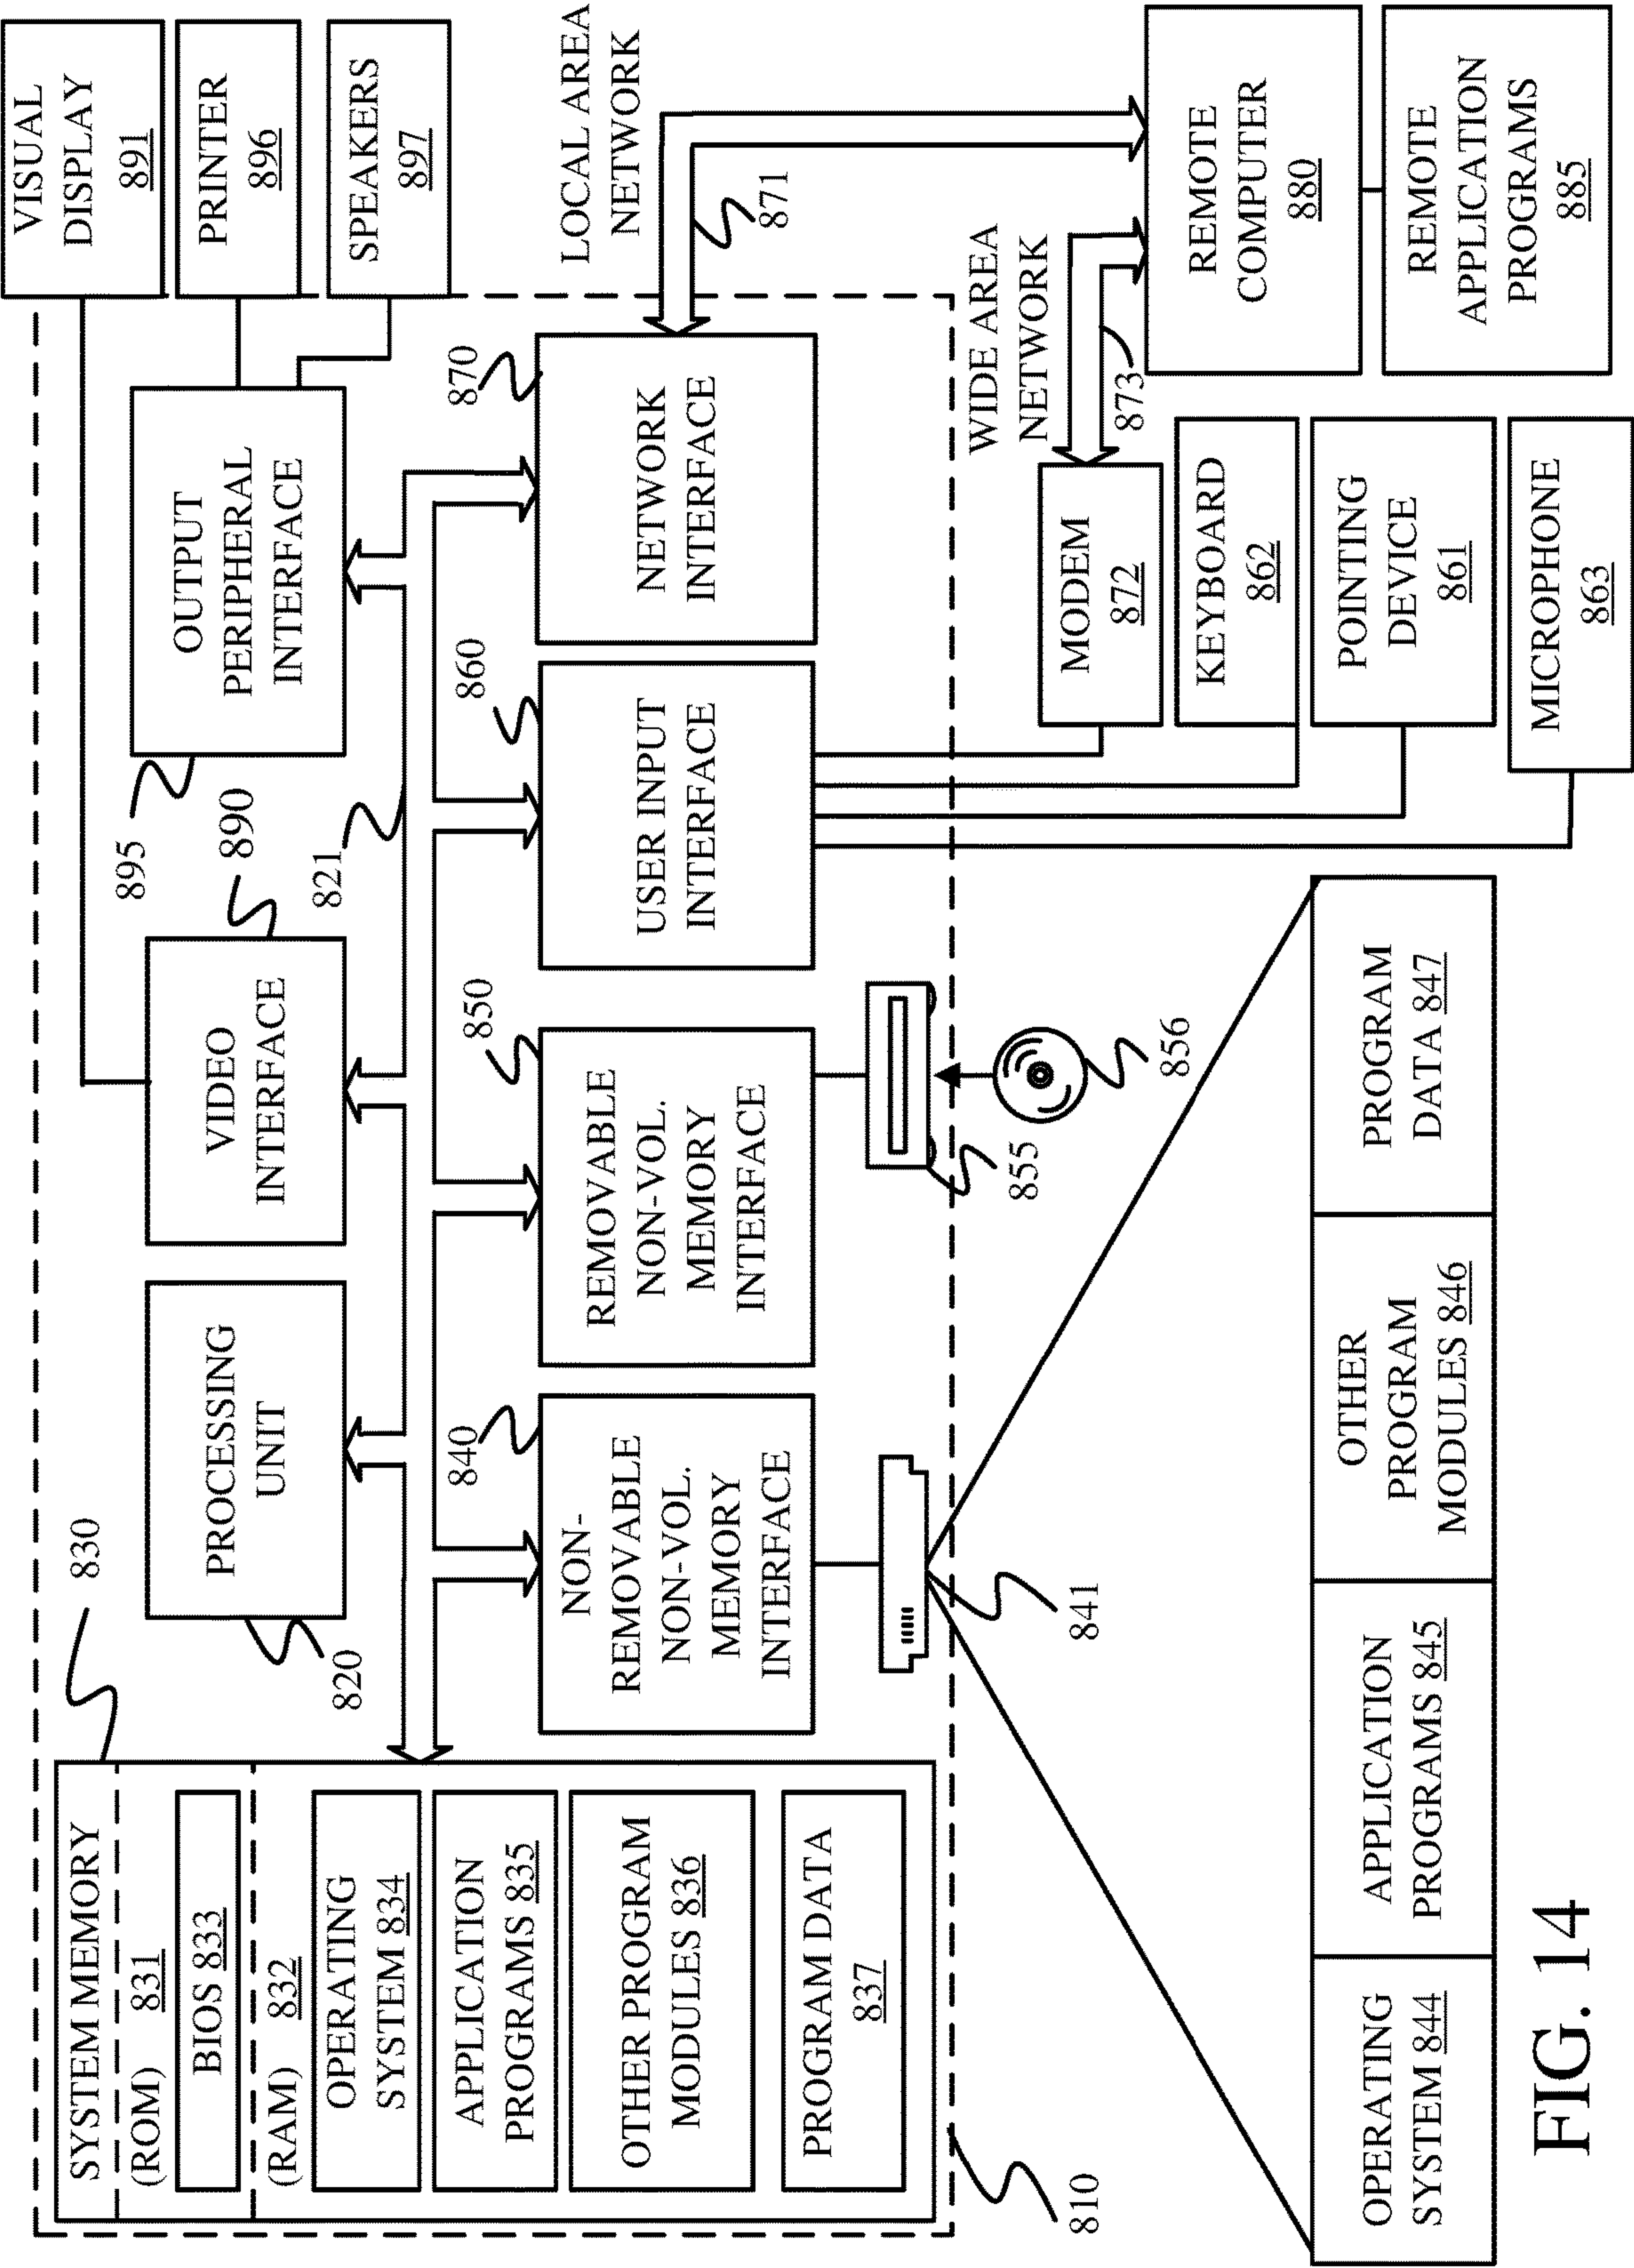 SYSTEM MEMORY
(ROM) 831
BIOS 833
(RAM) 832
OPERATING
SYSTEM 834
APPLICATION
PROGRAMS 835
OTHER PROGRAM
MODULES 836
PROGRAM DATA
837
830
820
PROCESSING
UNIT
VIDEO
INTERFACE
890
895
821
OUTPUT
PERIPHERAL
INTERFACE
VISUAL
DISPLAY
891
PRINTER
896
SPEAKERS
897
840
NON-
REMOVABLE
NON-VOL.
MEMORY
INTERFACE
850
REMOVABLE
NON-VOL.
MEMORY
INTERFACE
860
USER INPUT
INTERFACE
870
NETWORK
INTERFACE
LOCAL AREA
NETWORK
871
810
841
855
856
WIDE AREA
NETWORK
873
MODEM
872
KEYBOARD
862
POINTING
DEVICE
861
MICROPHONE
863
REMOTE
COMPUTER
880
REMOTE
APPLICATION
PROGRAMS
885
OPERATING
SYSTEM 844
APPLICATION
PROGRAMS 845
OTHER
PROGRAM
MODULES 846
PROGRAM
DATA 847
FIG. 14